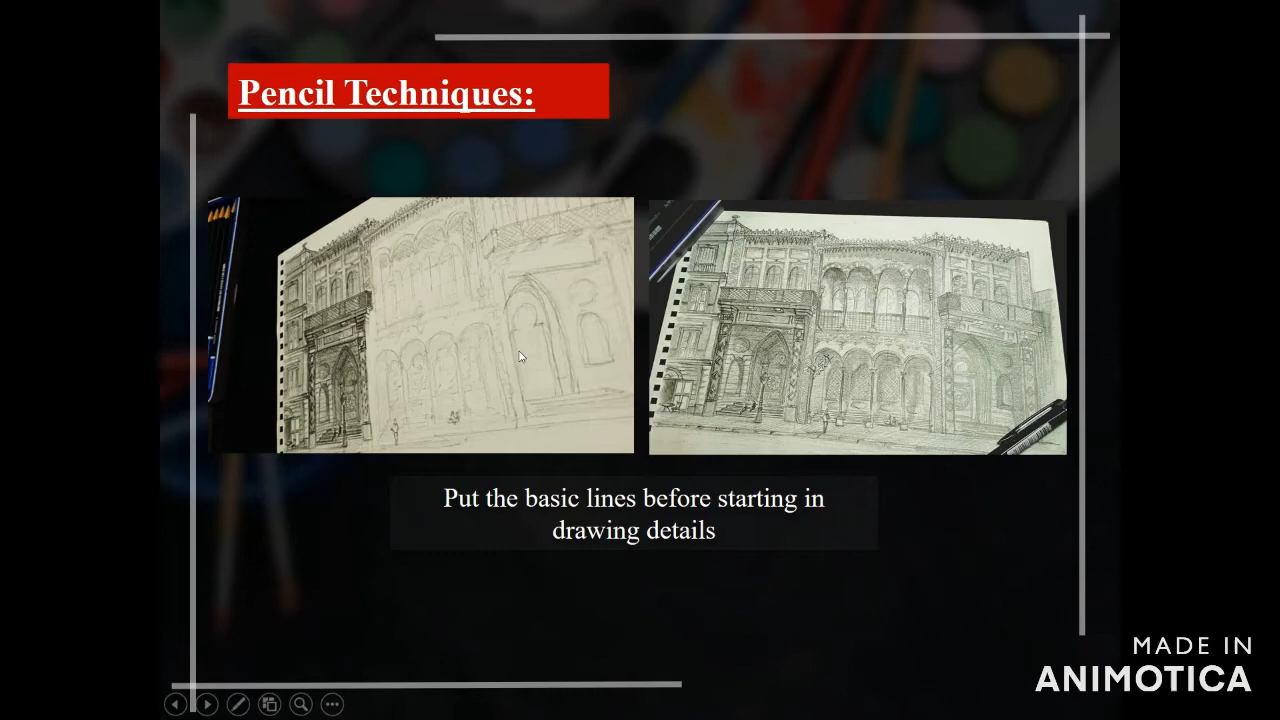 Pencil Techniques:
Put the basic lines before starting in
drawing details
MADE IN
ANIMOTICA